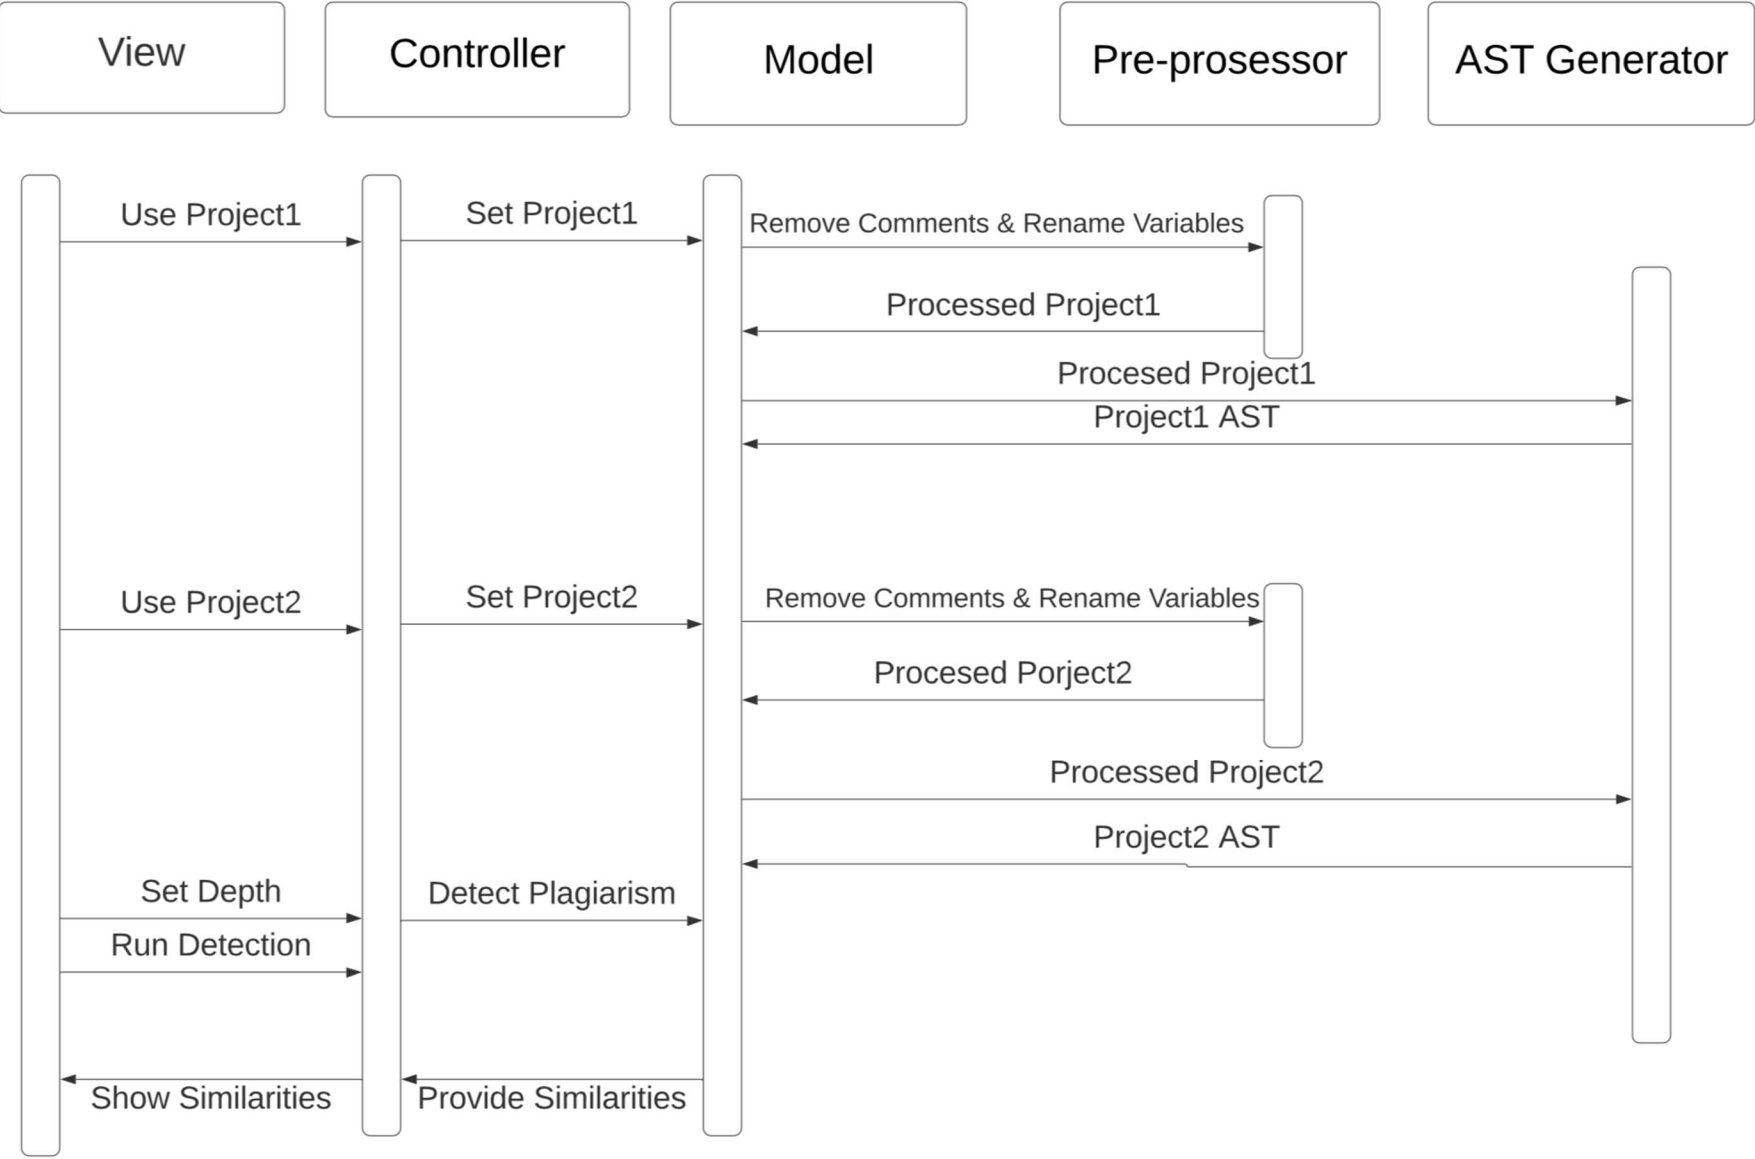 View
Controller
Model
Pre-prosessor
AST Generator
Use Project1
Set Project1
Remove Comments & Rename Variables
Processed Project1
Procesed Project1
Project1 AST
Use Project2
Set Project2
Remove Comments & Rename Variables
Procesed Porject2
Processed Project2
Project2 AST
Set Depth
Detect Plagiarism
Run Detection
Show Similarities
Provide Similarities